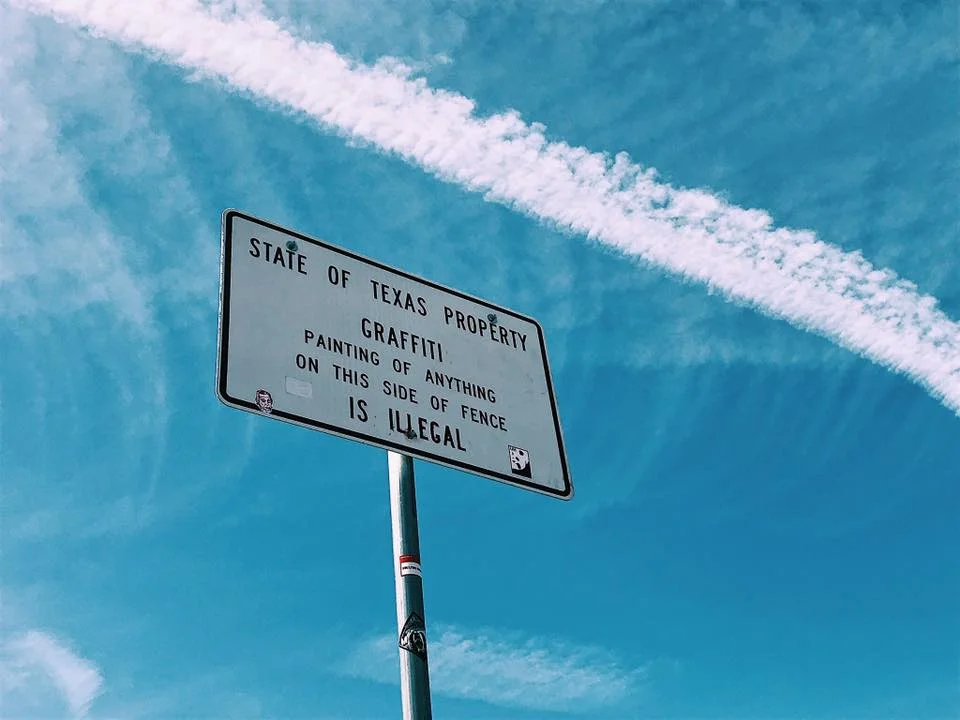 STATE OF TEXAS PROPERTY
GRAFFITI
PAINTING OF ANYTHING
ON THIS SIDE OF FENCE
IS ILLEGAL